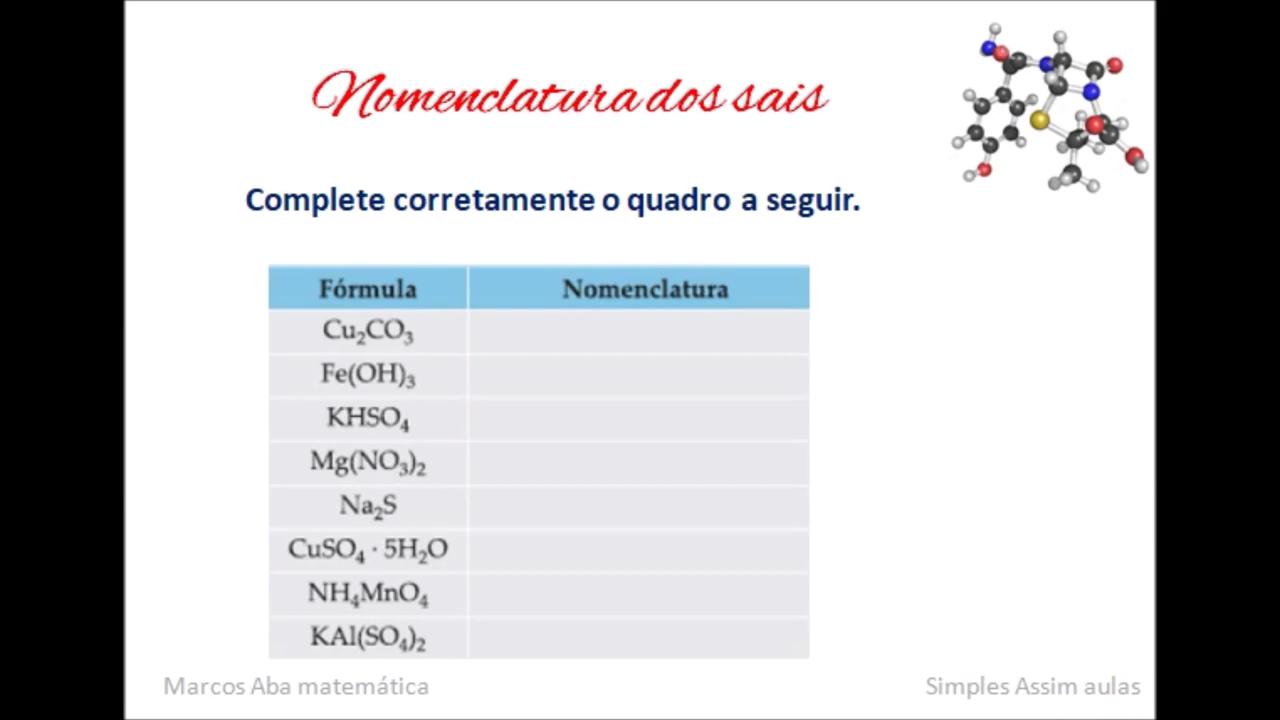 Nomenclatura dos sais
Complete corretamente o quadro a seguir.
Fórmula Nomenclatura
Cu₂CO₃
Fe(OH)₃
KHSO₄
Mg(NO₃)₂
Na₂S
CuSO₄ · 5H₂O
NH₄MnO₄
KAl(SO₄)₂
Marcos Aba matemática Simples Assim aulas